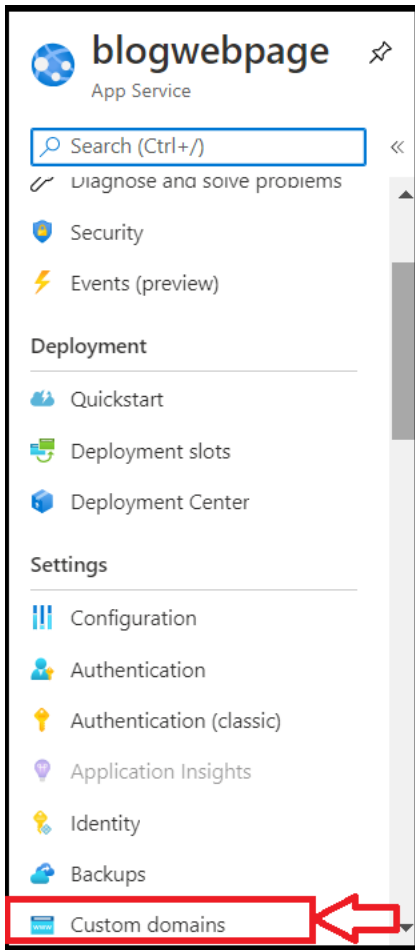 blogwebpage
App Service
Search (Ctrl+/)
Diagnose and solve problems
Security
Events (preview)
Deployment
Quickstart
Deployment slots
Deployment Center
Settings
Configuration
Authentication
Authentication (classic)
Application Insights
Identity
Backups
www Custom domains